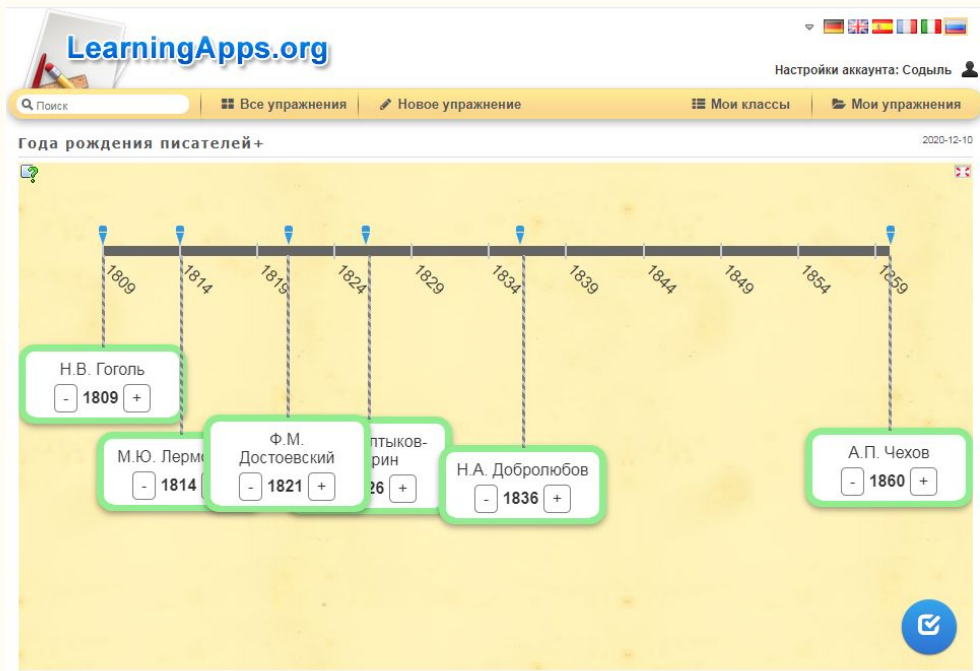 LearningApps.org
Настройки аккаунта: Содыль
Поиск
Все упражнения
Новое упражнение
Мои классы
Мои упражнения
Года рождения писателей+
2020-12-10
1809
1814
1819
1824
1829
1834
1839
1844
1849
1854
1859
Н.В. Гоголь
- 1809 +
М.Ю. Лермо
- 1814
Ф.М.
Достоевский
- 1821 +
лтыков-
рин
26 +
Н.А. Добролюбов
- 1836 +
А.П. Чехов
- 1860 +